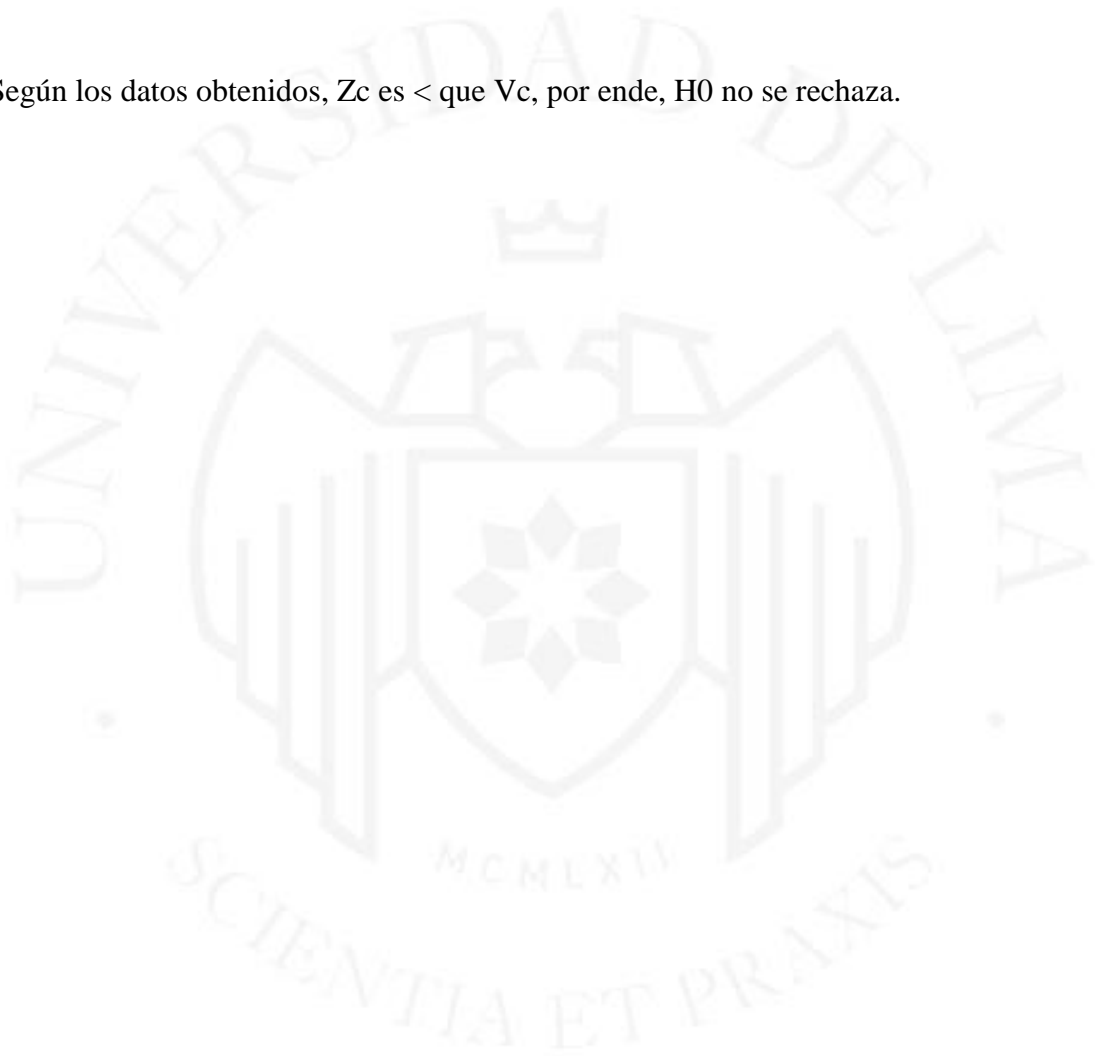 Según los datos obtenidos, Zc es < que Vc, por ende, H0 no se rechaza.
UNIVERSIDAD DE LIMA
MCMLXII
SCIENTIA ET PRAXIS